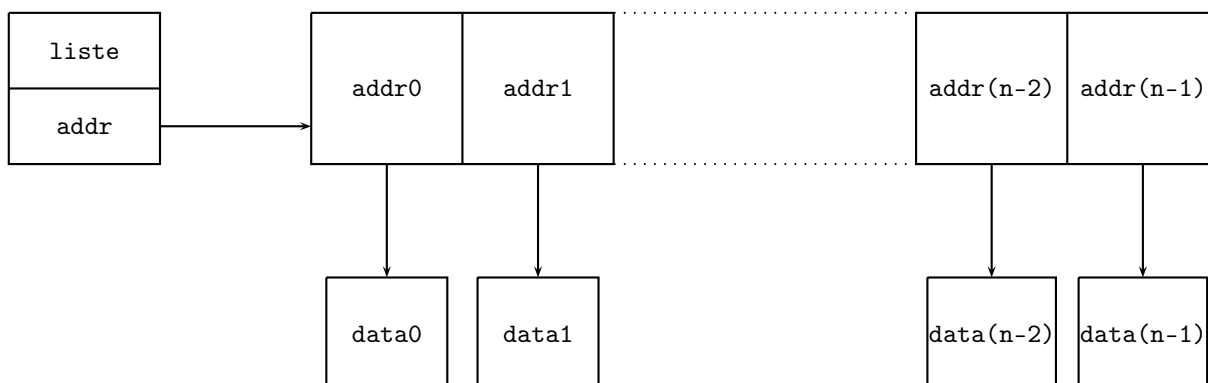 liste
addr
addr0
addr1
addr(n-2)
addr(n-1)
data0
data1
data(n-2)
data(n-1)